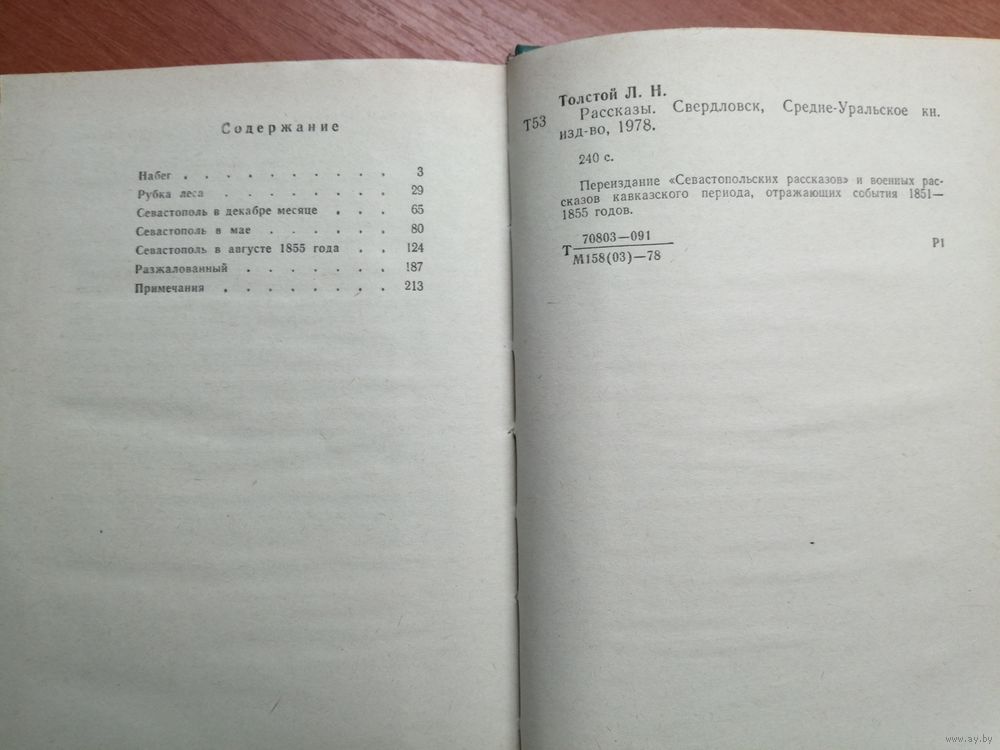 Содержание
Набег . . . . . . . . . . 3
Рубка леса . . . . . . . . 29
Севастополь в декабре месяце . . . 65
Севастополь в мае . . . . . . 80
Севастополь в августе 1855 года . . 124
Разжалованный . . . . . . . 187
Примечания . . . . . . . . 213
Толстой Л. Н.
Т53 Рассказы. Свердловск, Средне-Уральское кн.
изд-во, 1978.
240 с.
Переиздание «Севастопольских рассказов» и военных рас-
сказов кавказского периода, отражающих события 1851—
1855 годов.
Т 70803—091
М158(03)—78
Р1
www.ay.by